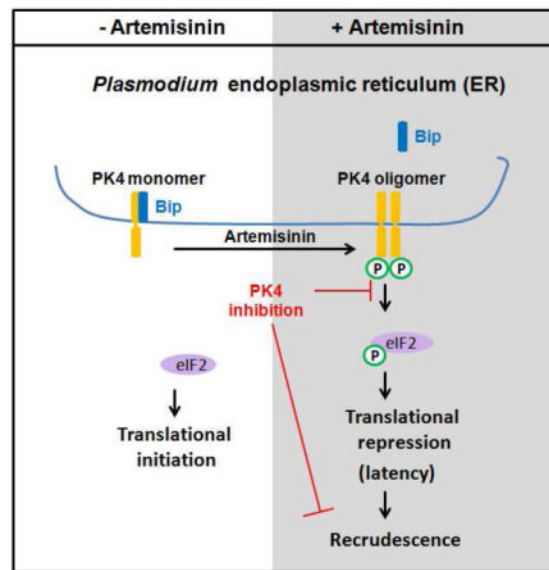 - Artemisinin
+ Artemisinin
Plasmodium endoplasmic reticulum (ER)
Bip
PK4 monomer
PK4 oligomer
Bip
Artemisinin
P P
PK4
inhibition
eIF2
P
eIF2
Translational
initiation
Translational
repression
(latency)
Recrudescence